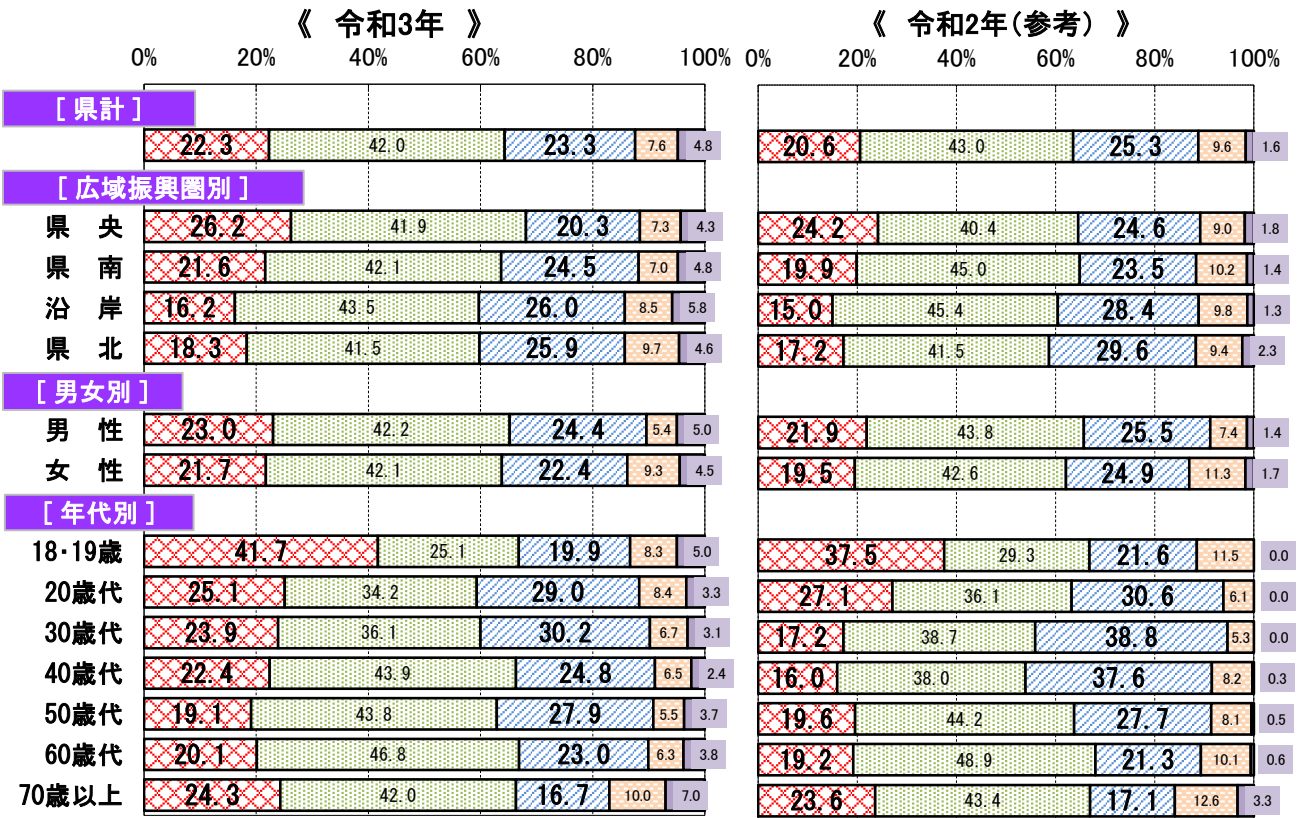 《 令和3年 》 《 令和2年(参考) 》
0% 20% 40% 60% 80% 100% 0% 20% 40% 60% 80% 100%
[ 県計 ]
22.3 42.0 23.3 7.6 4.8 20.6 43.0 25.3 9.6 1.6
[ 広域振興圏別 ]
県 央 26.2 41.9 20.3 7.3 4.3 24.2 40.4 24.6 9.0 1.8
県 南 21.6 42.1 24.5 7.0 4.8 19.9 45.0 23.5 10.2 1.4
沿 岸 16.2 43.5 26.0 8.5 5.8 15.0 45.4 28.4 9.8 1.3
県 北 18.3 41.5 25.9 9.7 4.6 17.2 41.5 29.6 9.4 2.3
[ 男女別 ]
男 性 23.0 42.2 24.4 5.4 5.0 21.9 43.8 25.5 7.4 1.4
女 性 21.7 42.1 22.4 9.3 4.5 19.5 42.6 24.9 11.3 1.7
[ 年代別 ]
18・19歳 41.7 25.1 19.9 8.3 5.0 37.5 29.3 21.6 11.5 0.0
20歳代 25.1 34.2 29.0 8.4 3.3 27.1 36.1 30.6 6.1 0.0
30歳代 23.9 36.1 30.2 6.7 3.1 17.2 38.7 38.8 5.3 0.0
40歳代 22.4 43.9 24.8 6.5 2.4 16.0 38.0 37.6 8.2 0.3
50歳代 19.1 43.8 27.9 5.5 3.7 19.6 44.2 27.7 8.1 0.5
60歳代 20.1 46.8 23.0 6.3 3.8 19.2 48.9 21.3 10.1 0.6
70歳以上 24.3 42.0 16.7 10.0 7.0 23.6 43.4 17.1 12.6 3.3